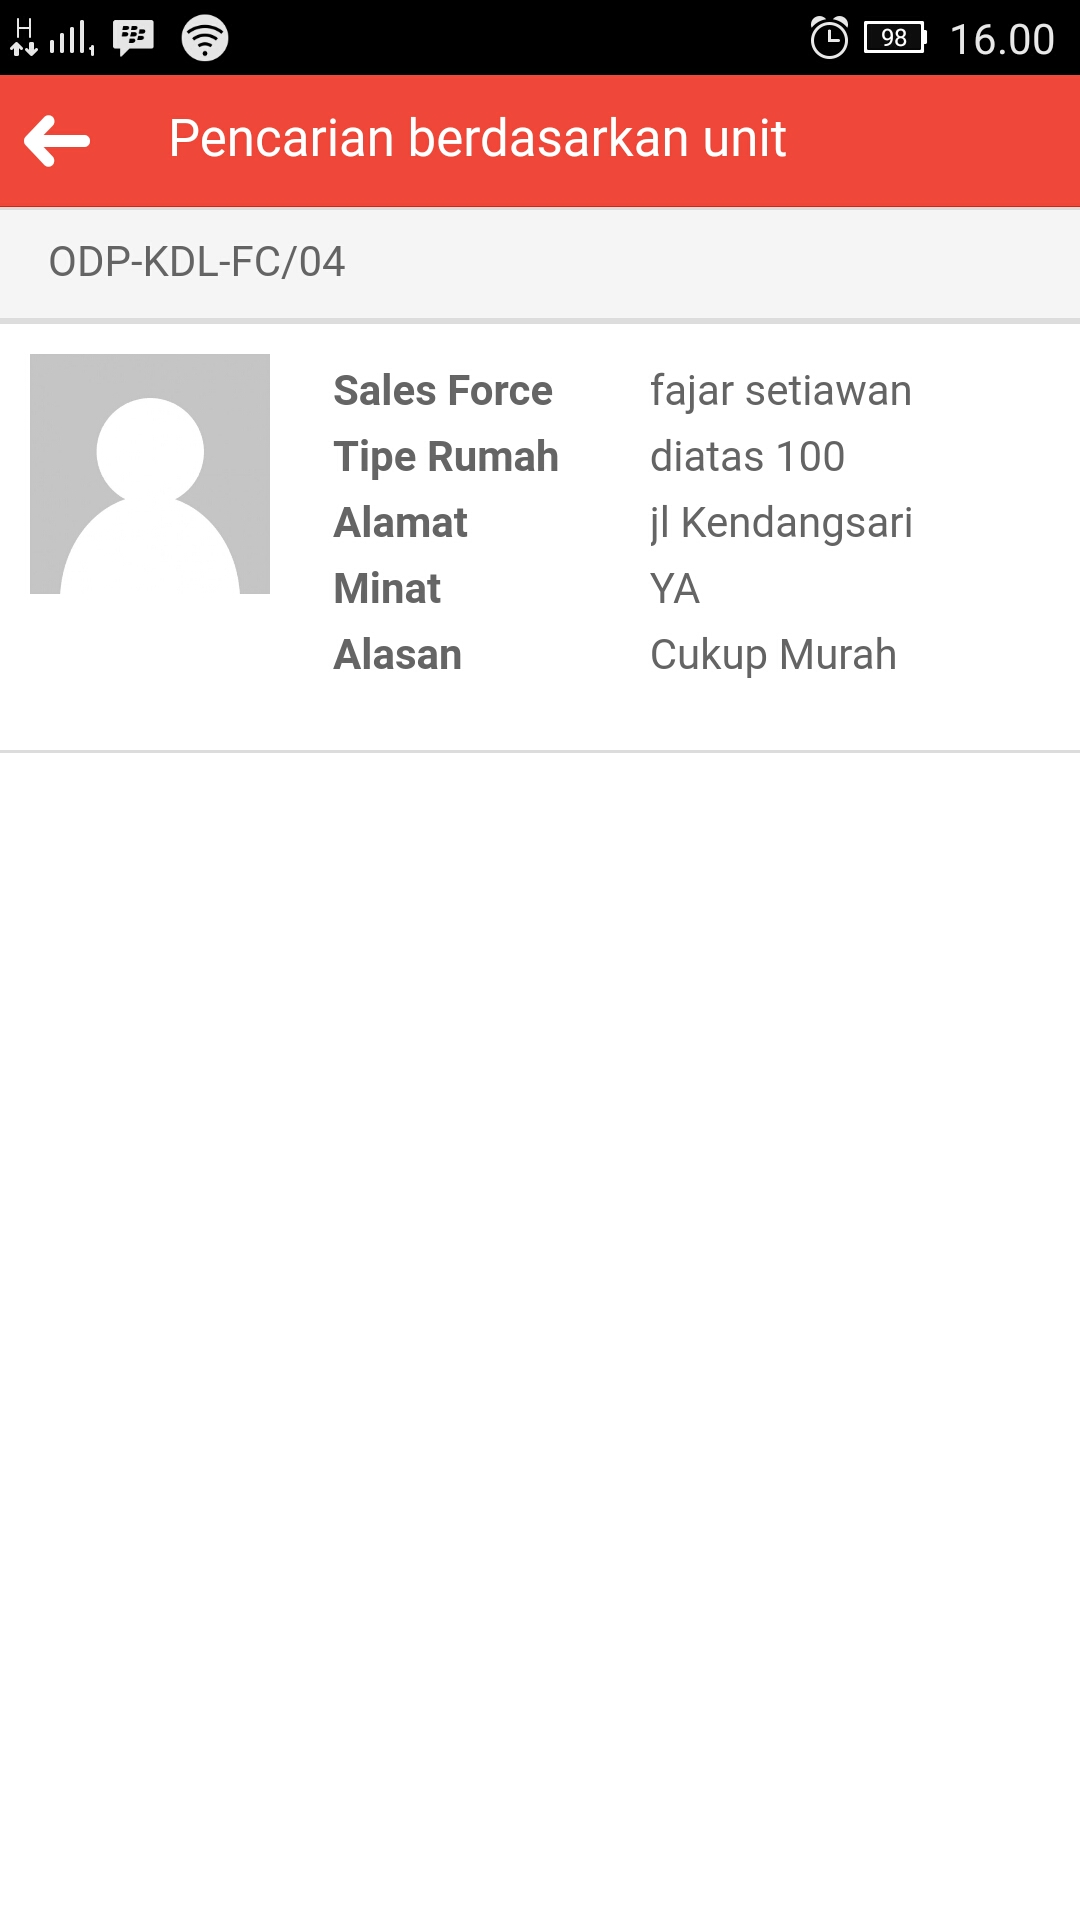 H
1
98
16.00
Pencarian berdasarkan unit
ODP-KDL-FC/04
Sales Force fajar setiawan
Tipe Rumah diatas 100
Alamat jl Kendangsari
Minat YA
Alasan Cukup Murah